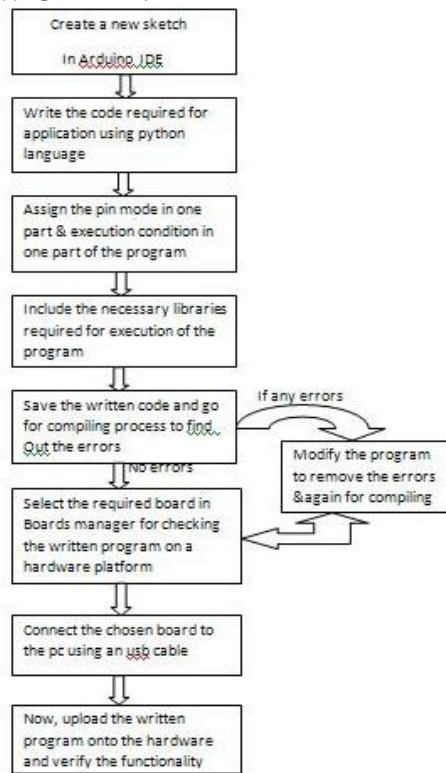 Create a new sketch
In Arduino IDE
Write the code required for
application using python
language
Assign the pin mode in one
part & execution condition in
one part of the program
Include the necessary libraries
required for execution of the
program
Save the written code and go
for compiling process to find
Out the errors
If any errors
Modify the program
to remove the errors
&again for compiling
No errors
Select the required board in
Boards manager for checking
the written program on a
hardware platform
Connect the chosen board to
the pc using an usb cable
Now, upload the written
program onto the hardware
and verify the functionality